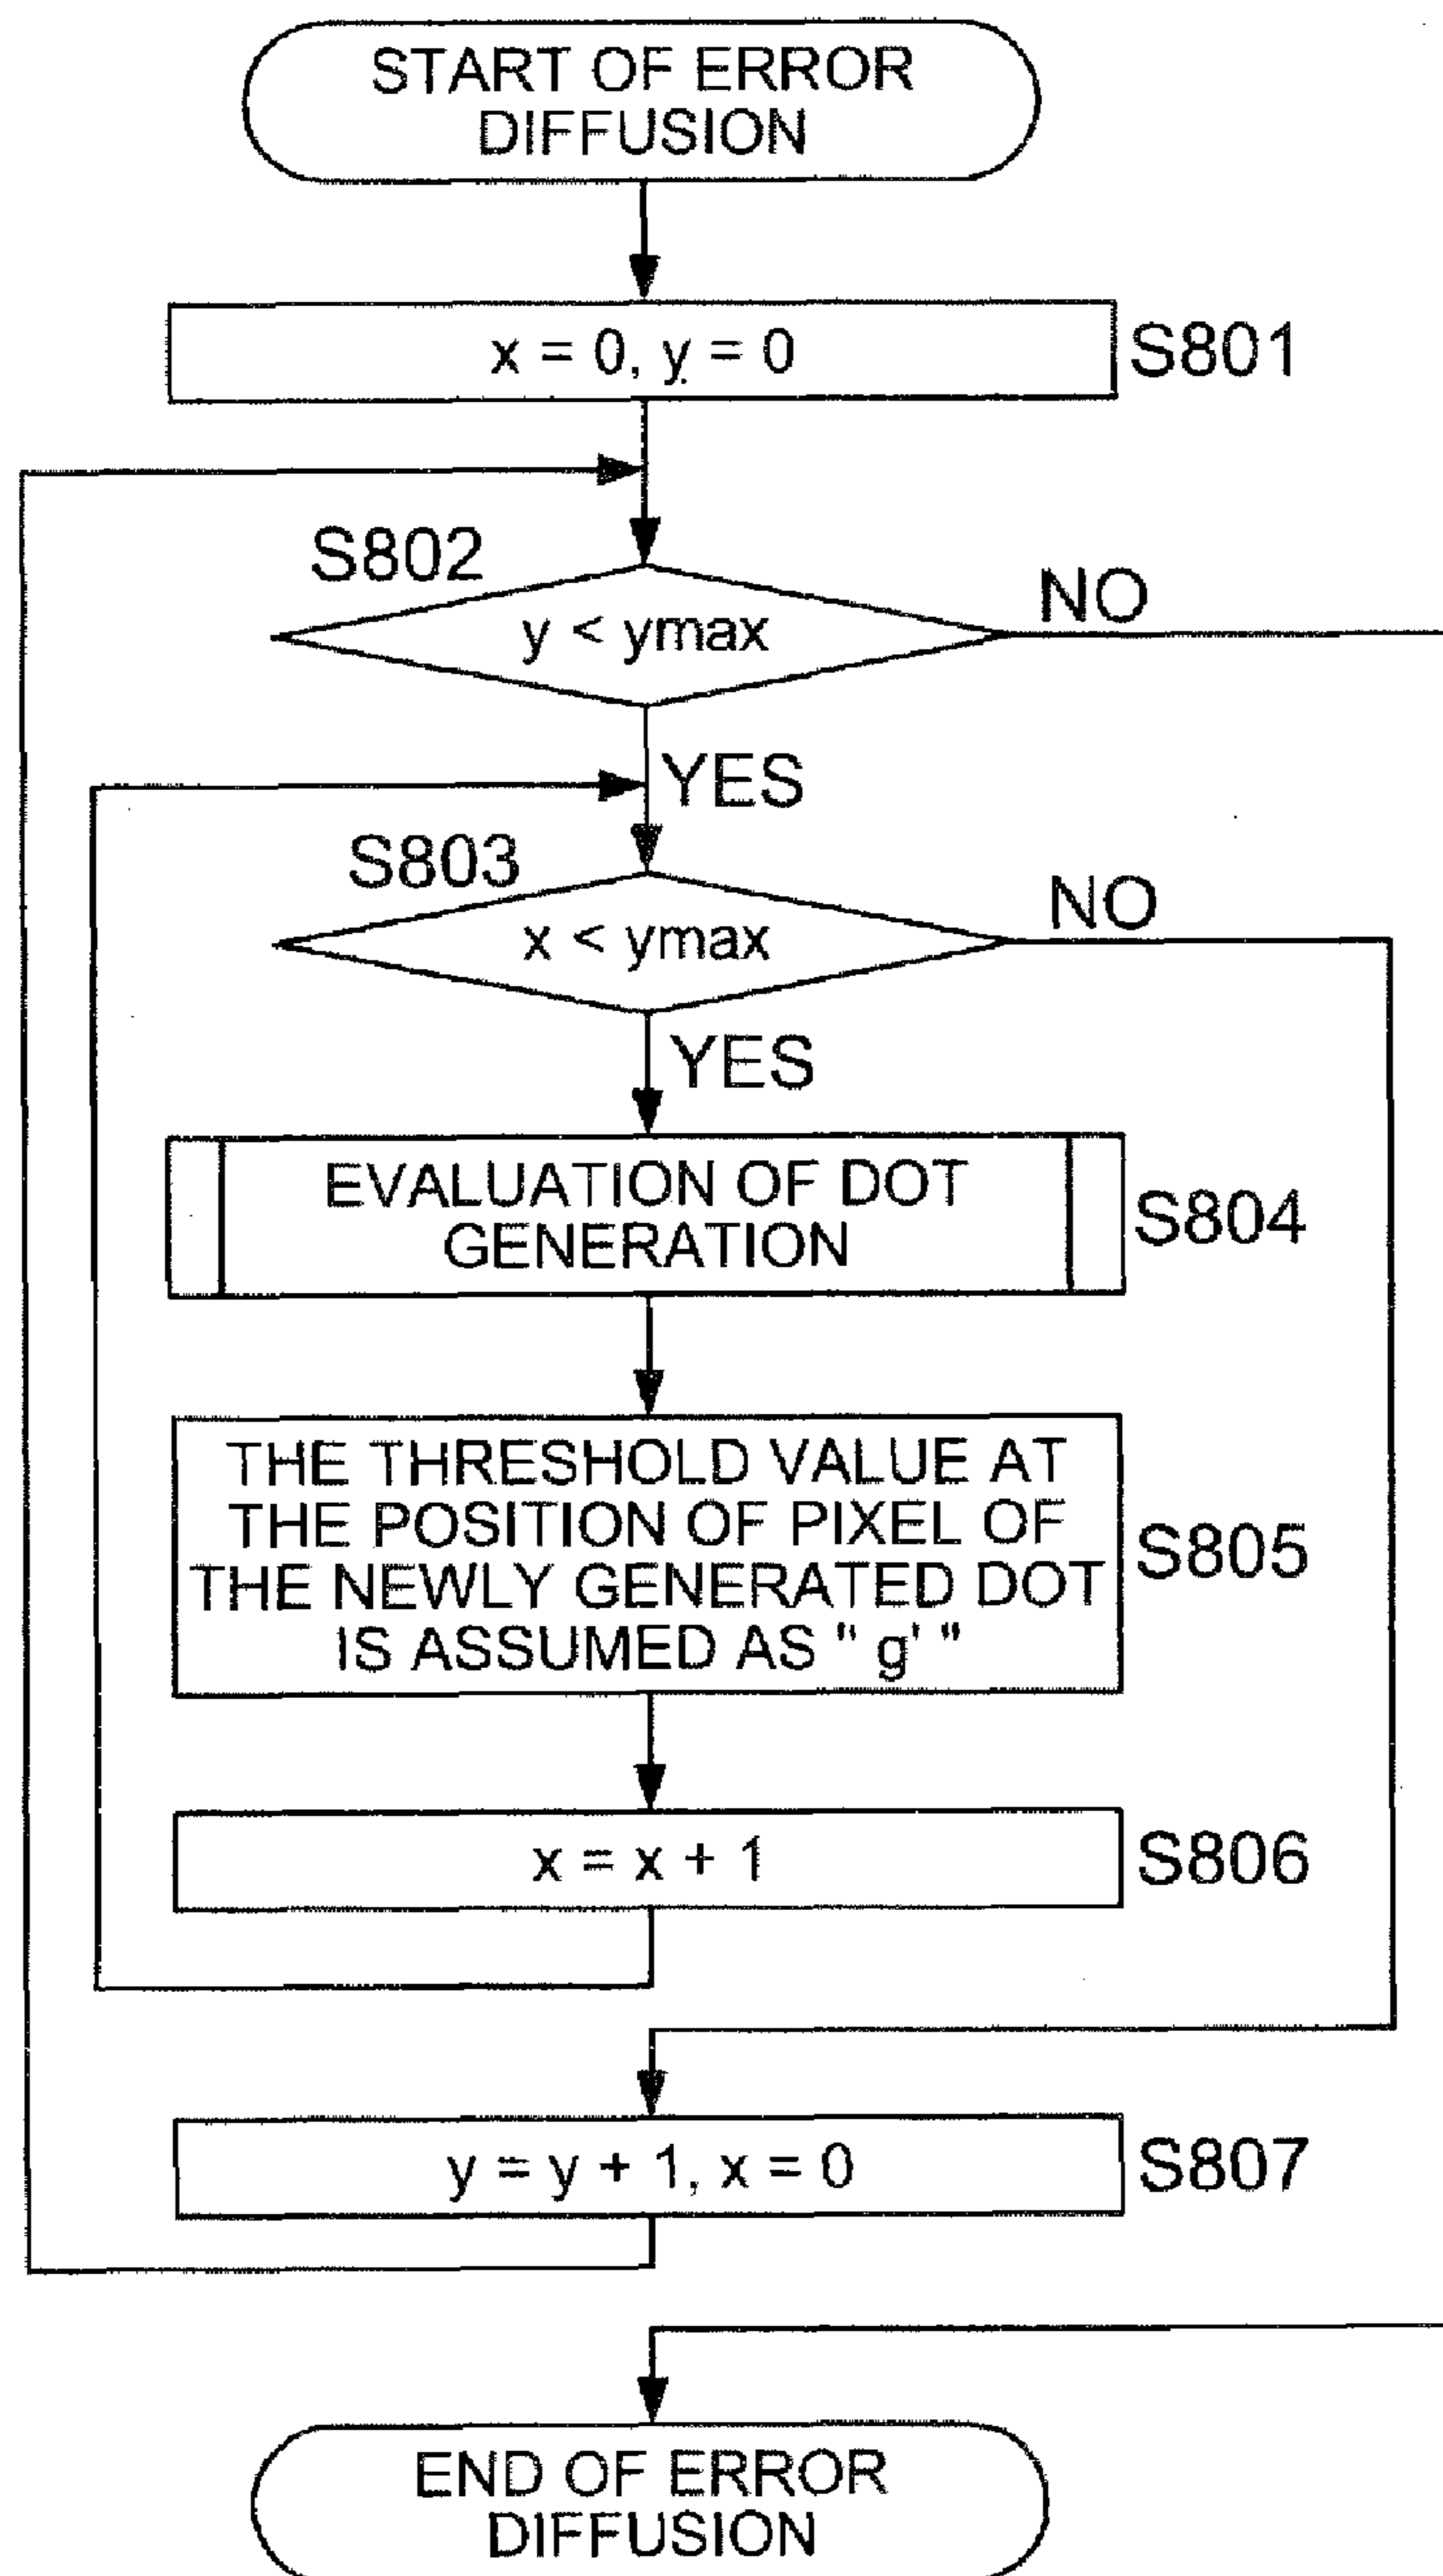 START OF ERROR
DIFFUSION
x = 0, y = 0
S801
S802
y < ymax
NO
YES
S803
x < ymax
NO
YES
EVALUATION OF DOT
GENERATION
S804
THE THRESHOLD VALUE AT
THE POSITION OF PIXEL OF
THE NEWLY GENERATED DOT
IS ASSUMED AS " g' "
S805
x = x + 1
S806
y = y + 1, x = 0
S807
END OF ERROR
DIFFUSION